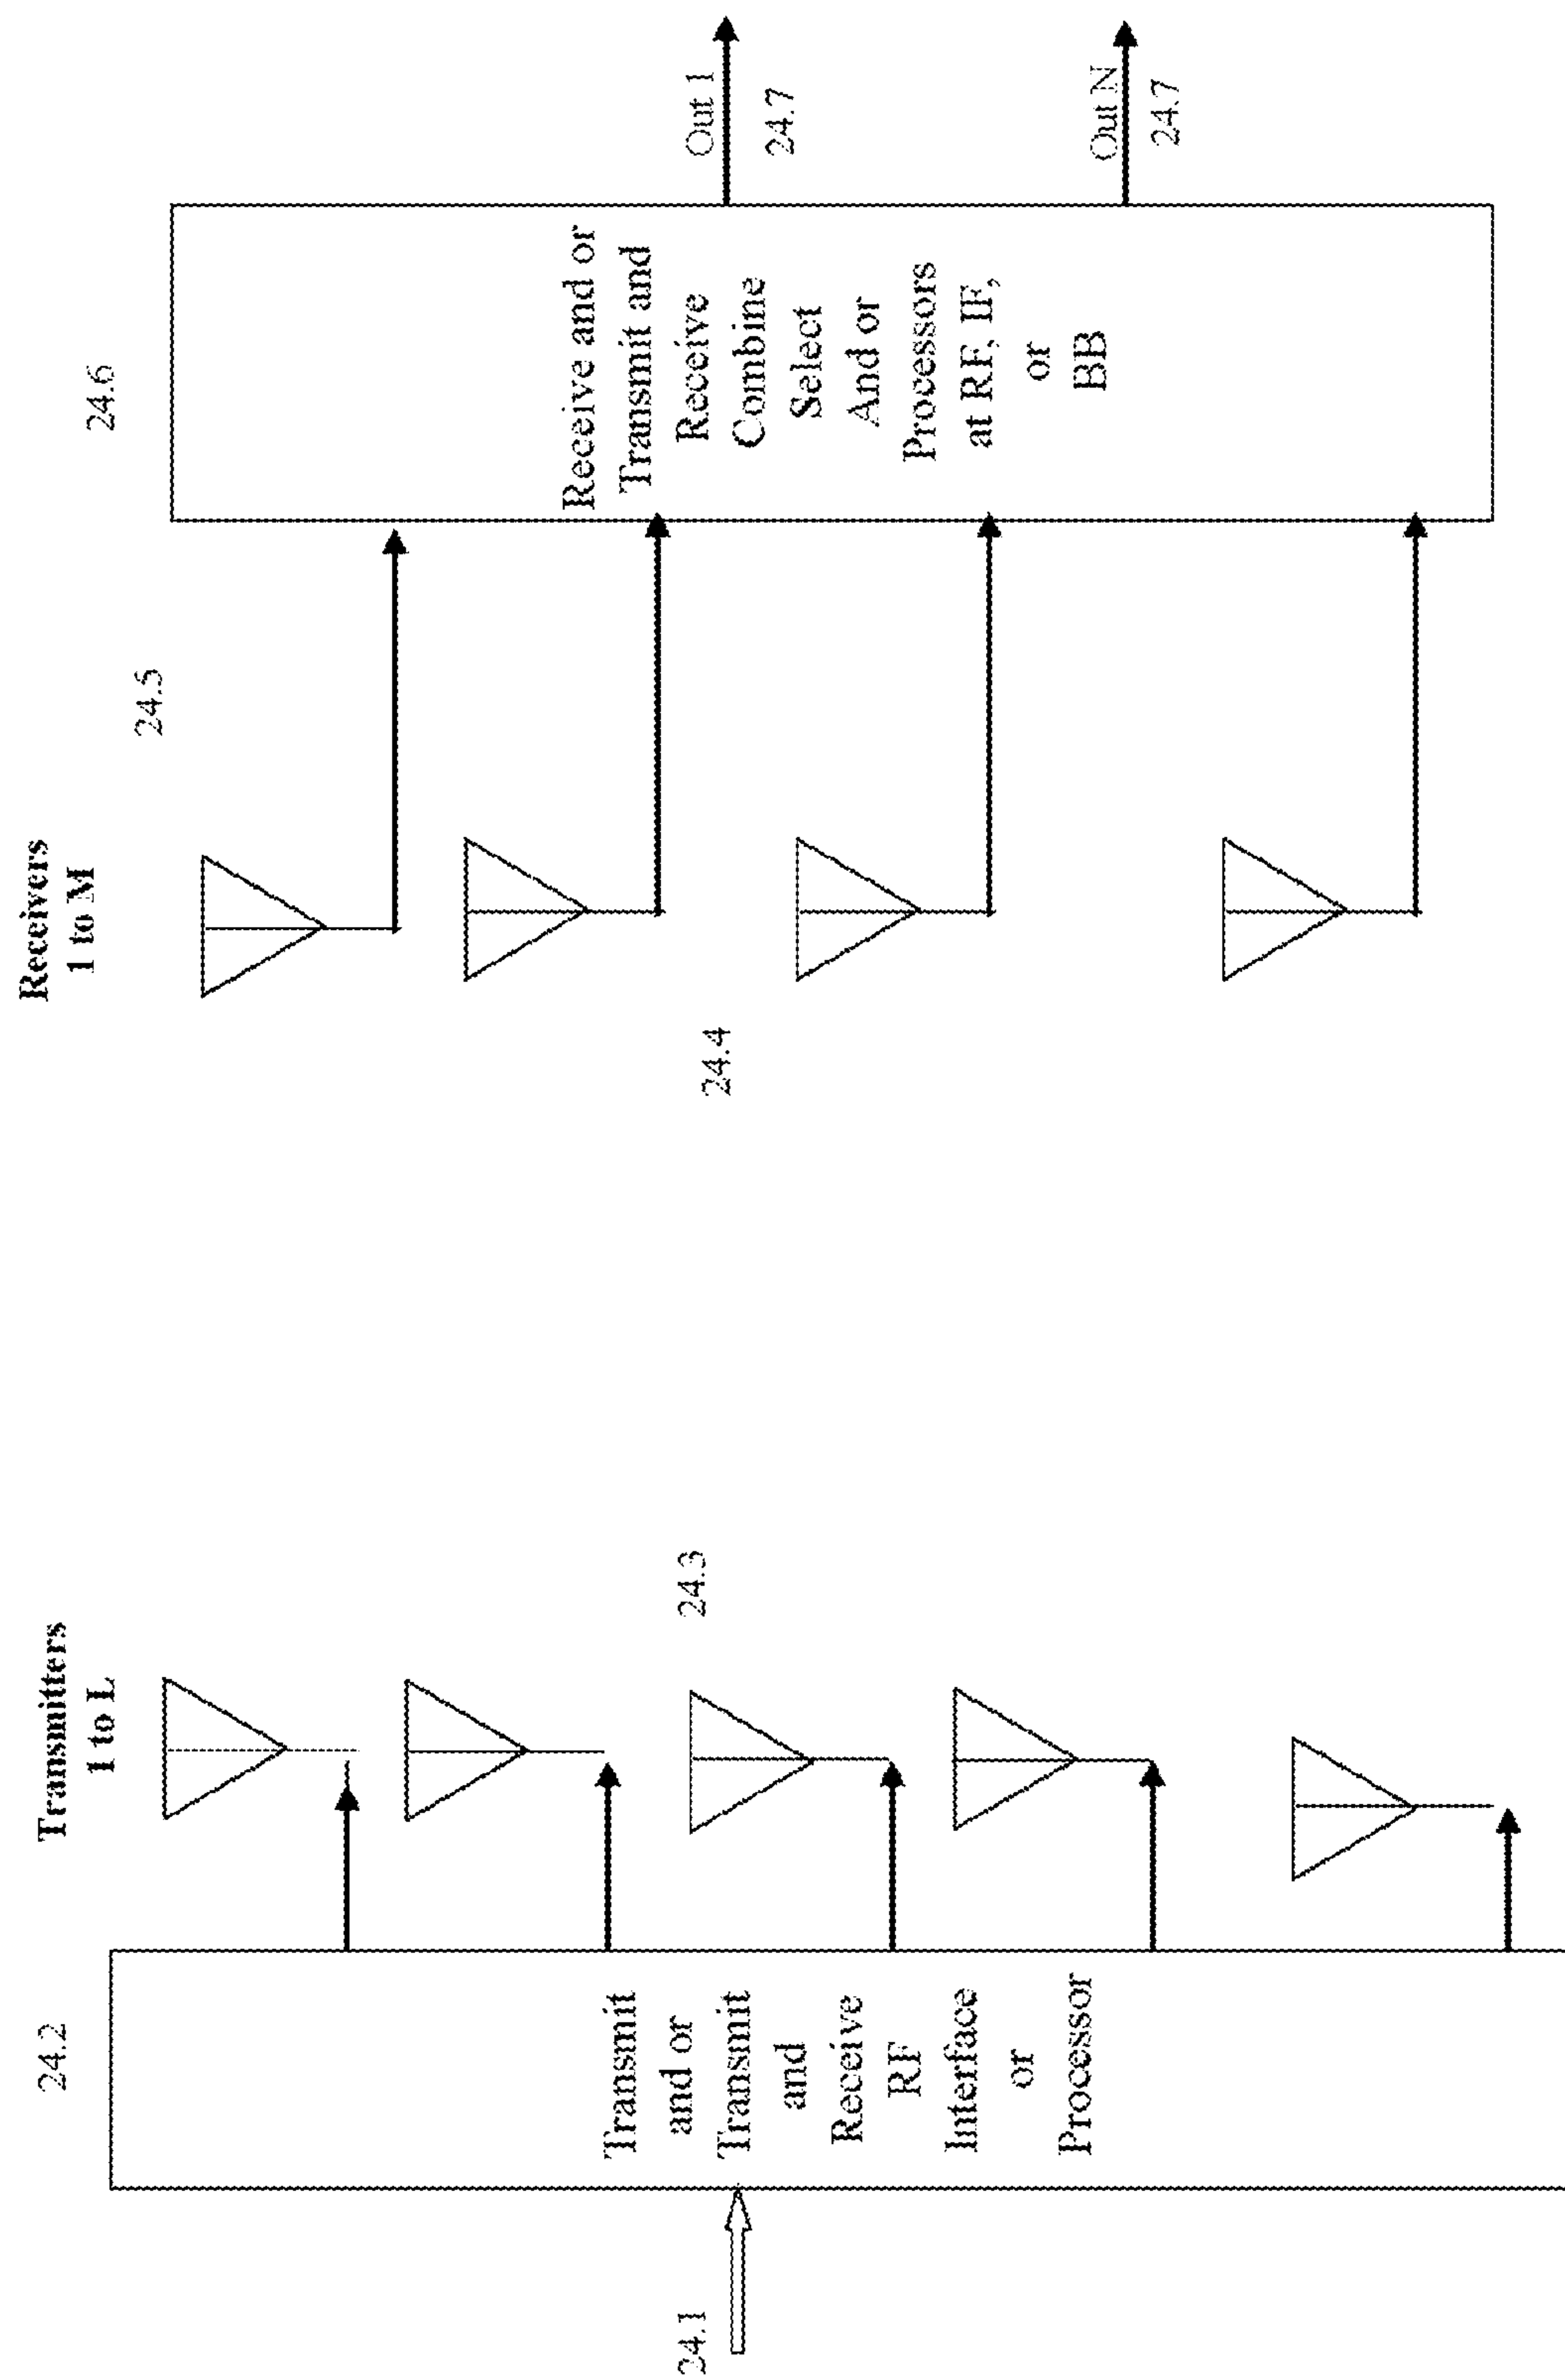 24.1
24.2
Transmit
and or
Transmit
and
Receive
RF
Interface
or
Processor
Transmitters
1 to L
24.3
24.4
Receivers
1 to M
24.5
24.6
Receive and or
Transmit and
Receive
Combine
Select
And or
Processors
at RF, IF,
or
BB
Out 1
24.7
Out N
24.7